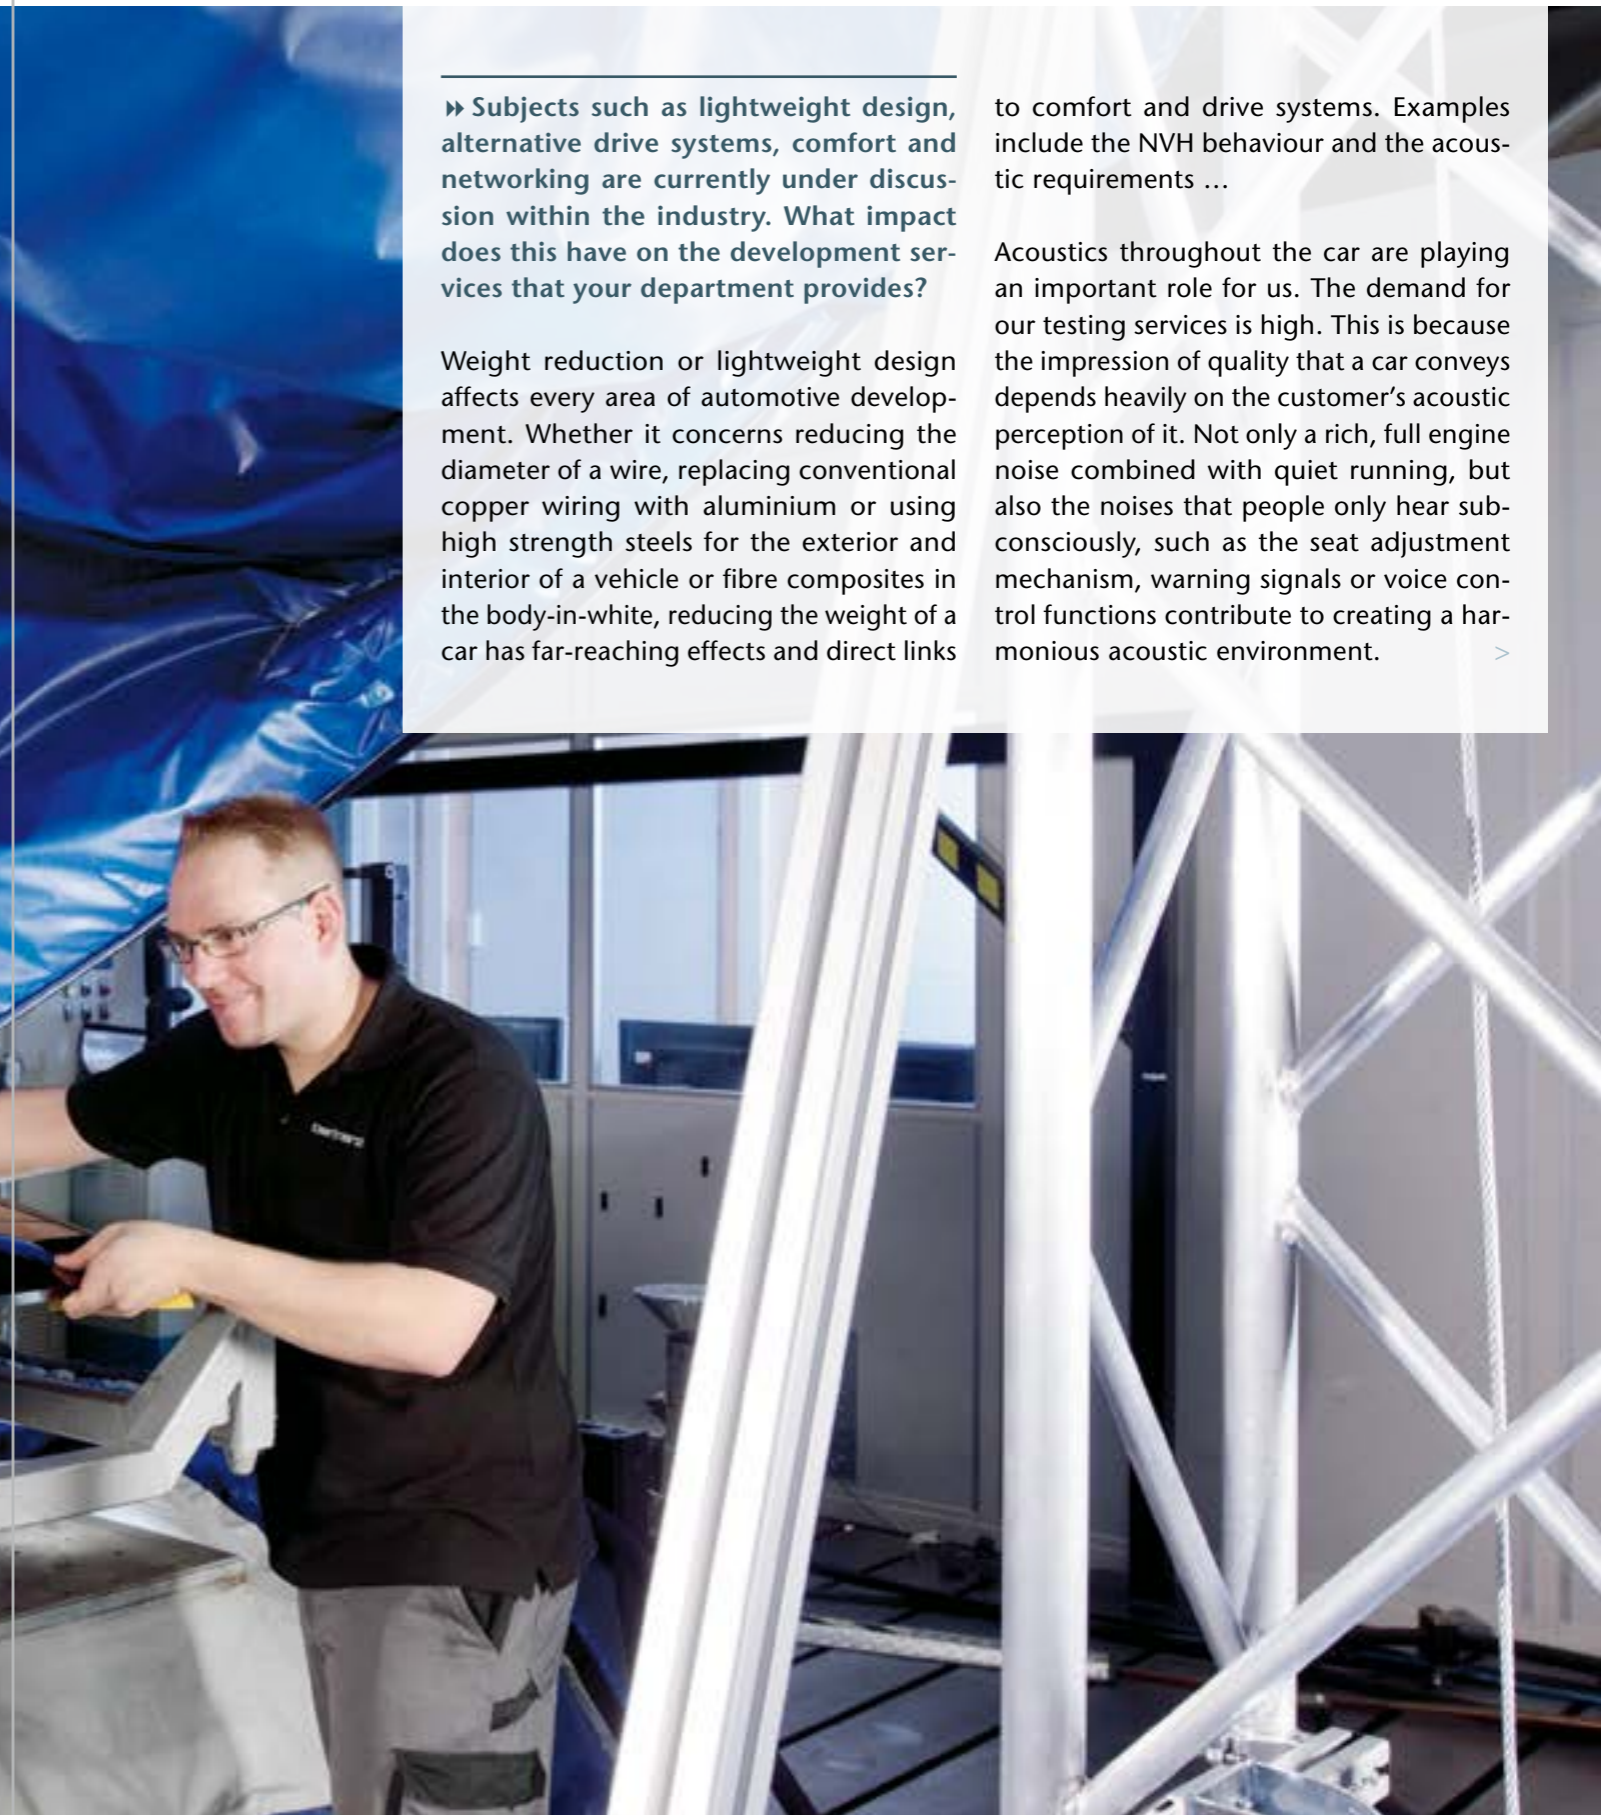 » Subjects such as lightweight design,
alternative drive systems, comfort and
networking are currently under discus-
sion within the industry. What impact
does this have on the development ser-
vices that your department provides?
Weight reduction or lightweight design
affects every area of automotive develop-
ment. Whether it concerns reducing the
diameter of a wire, replacing conventional
copper wiring with aluminium or using
high strength steels for the exterior and
interior of a vehicle or fibre composites in
the body-in-white, reducing the weight of a
car has far-reaching effects and direct links
to comfort and drive systems. Examples
include the NVH behaviour and the acous-
tic requirements …
Acoustics throughout the car are playing
an important role for us. The demand for
our testing services is high. This is because
the impression of quality that a car conveys
depends heavily on the customer’s acoustic
perception of it. Not only a rich, full engine
noise combined with quiet running, but
also the noises that people only hear sub-
consciously, such as the seat adjustment
mechanism, warning signals or voice con-
trol functions contribute to creating a har-
monious acoustic environment. >